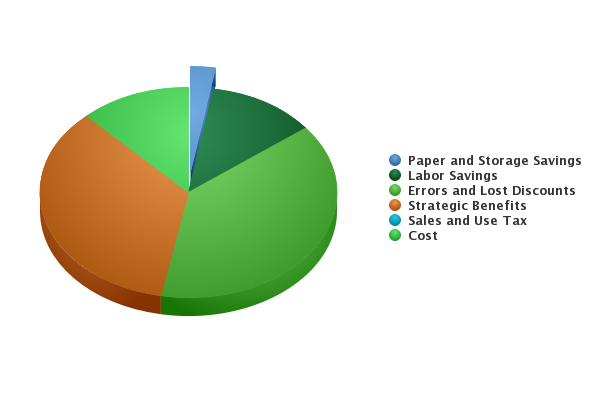 Paper and Storage Savings
Labor Savings
Errors and Lost Discounts
Strategic Benefits
Sales and Use Tax
Cost